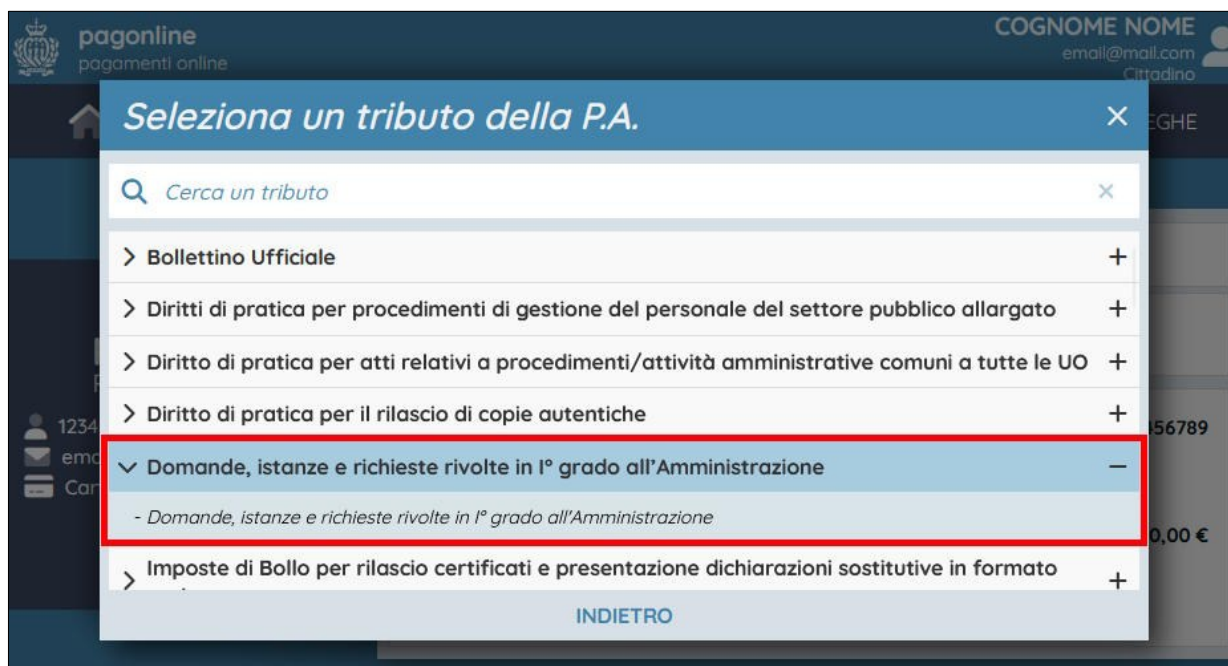 pagonline
pagamenti online
COGNOME NOME
email@mail.com
Cittadino
EGHE
Seleziona un tributo della P.A.
Cerca un tributo
Bollettino Ufficiale
Diritti di pratica per procedimenti di gestione del personale del settore pubblico allargato
Diritto di pratica per atti relativi a procedimenti/attività amministrative comuni a tutte le UO
Diritto di pratica per il rilascio di copie autentiche
1234
456789
Domande, istanze e richieste rivolte in I° grado all'Amministrazione
ema
Car
- Domande, istanze e richieste rivolte in I° grado all'Amministrazione
0,00 €
Imposte di Bollo per rilascio certificati e presentazione dichiarazioni sostitutive in formato
INDIETRO